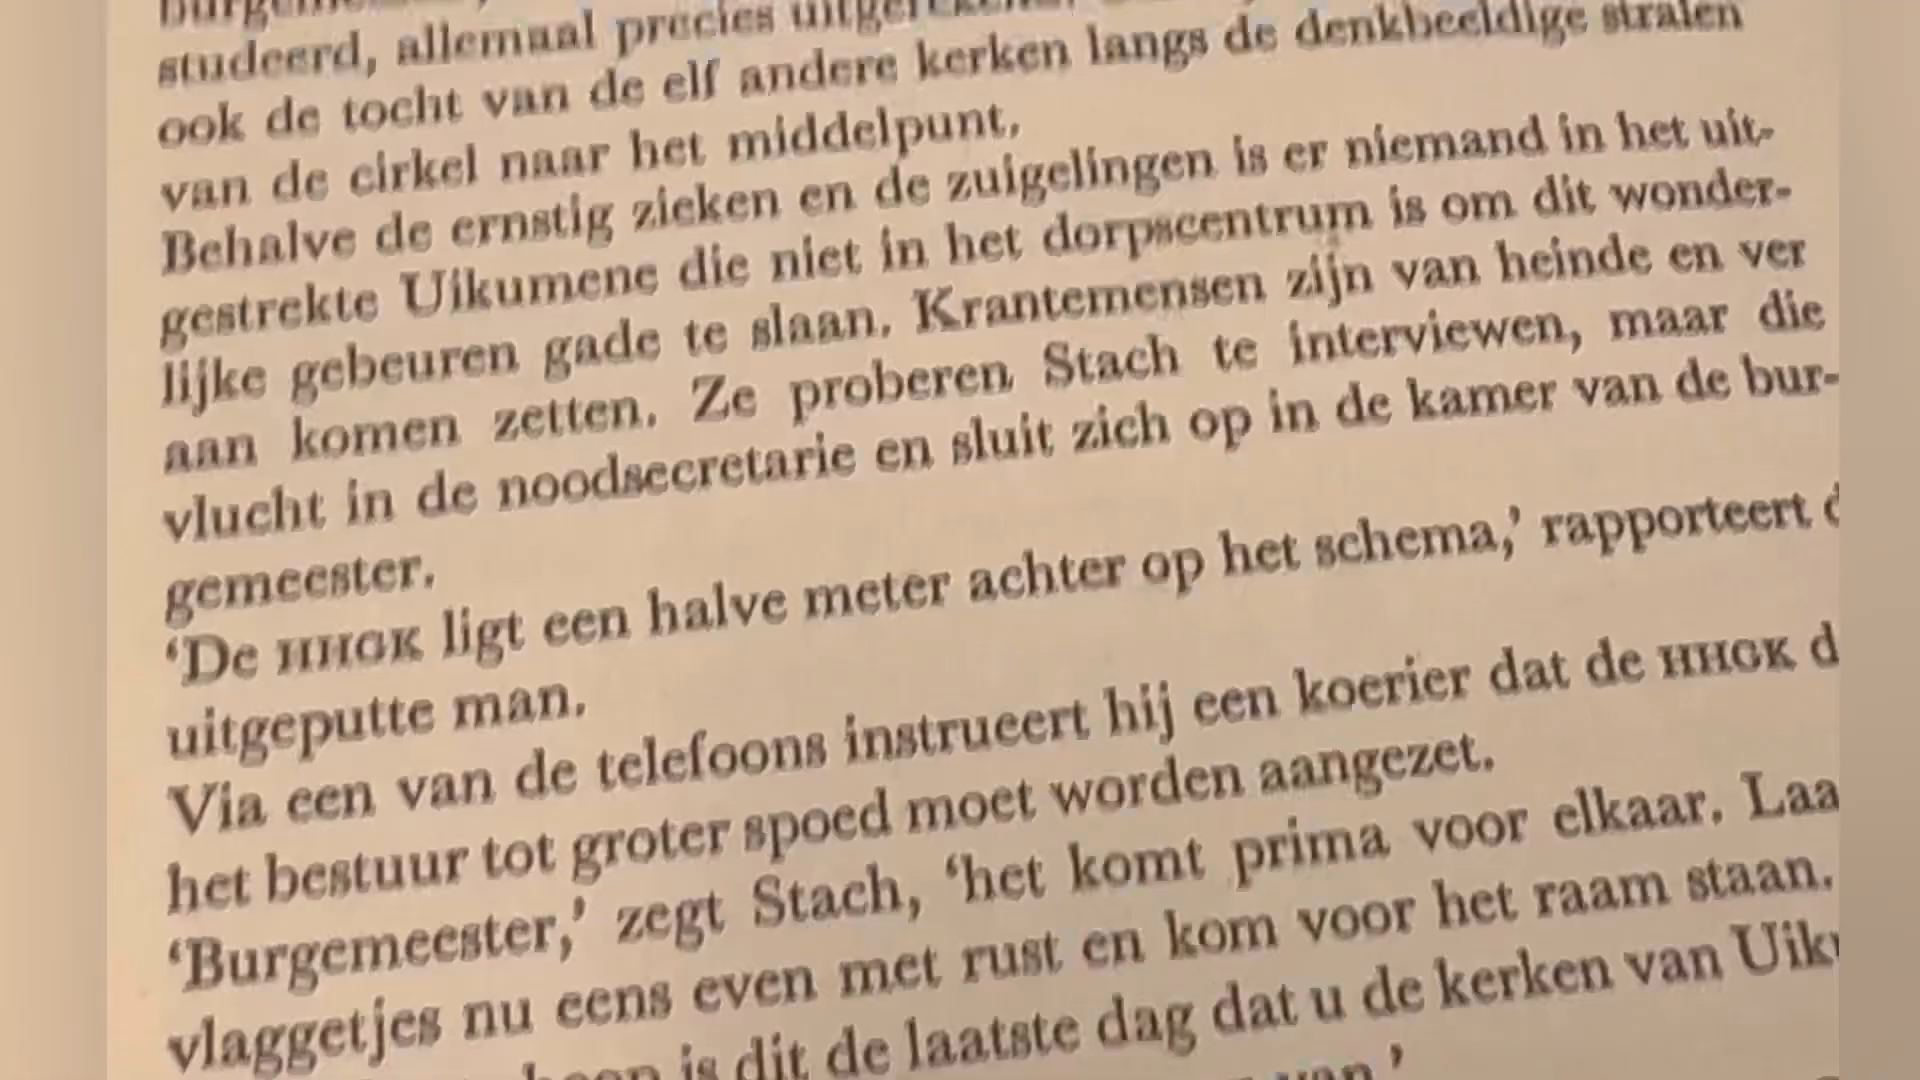 studeerd, allemaal precies
ook de tocht van de elf andere kerken langs de denkbeeldige stralen
van de cirkel naar het middelpunt.
Behalve de ernstig zieken en de zuigelingen is er niemand in het uit-
gestrekte Uikumene die niet in het dorpscentrum is om dit wonder-
lijke gebeuren gade te slaan. Krantemensen zijn van heinde en ver
aan komen zetten. Ze proberen Stach te interviewen, maar die
vlucht in de noodsecretarie en sluit zich op in de kamer van de bur-
gemeester.
‘De HHGK ligt een halve meter achter op het schema,’ rapporteert d
uitgeputte man.
Via een van de telefoons instrueert hij een koerier dat de HHGK d
het bestuur tot groter spoed moet worden aangezet.
‘Burgemeester,’ zegt Stach, ‘het komt prima voor elkaar. Laa
vlaggetjes nu eens even met rust en kom voor het raam staan.
is dit de laatste dag dat u de kerken van Uik
van.’